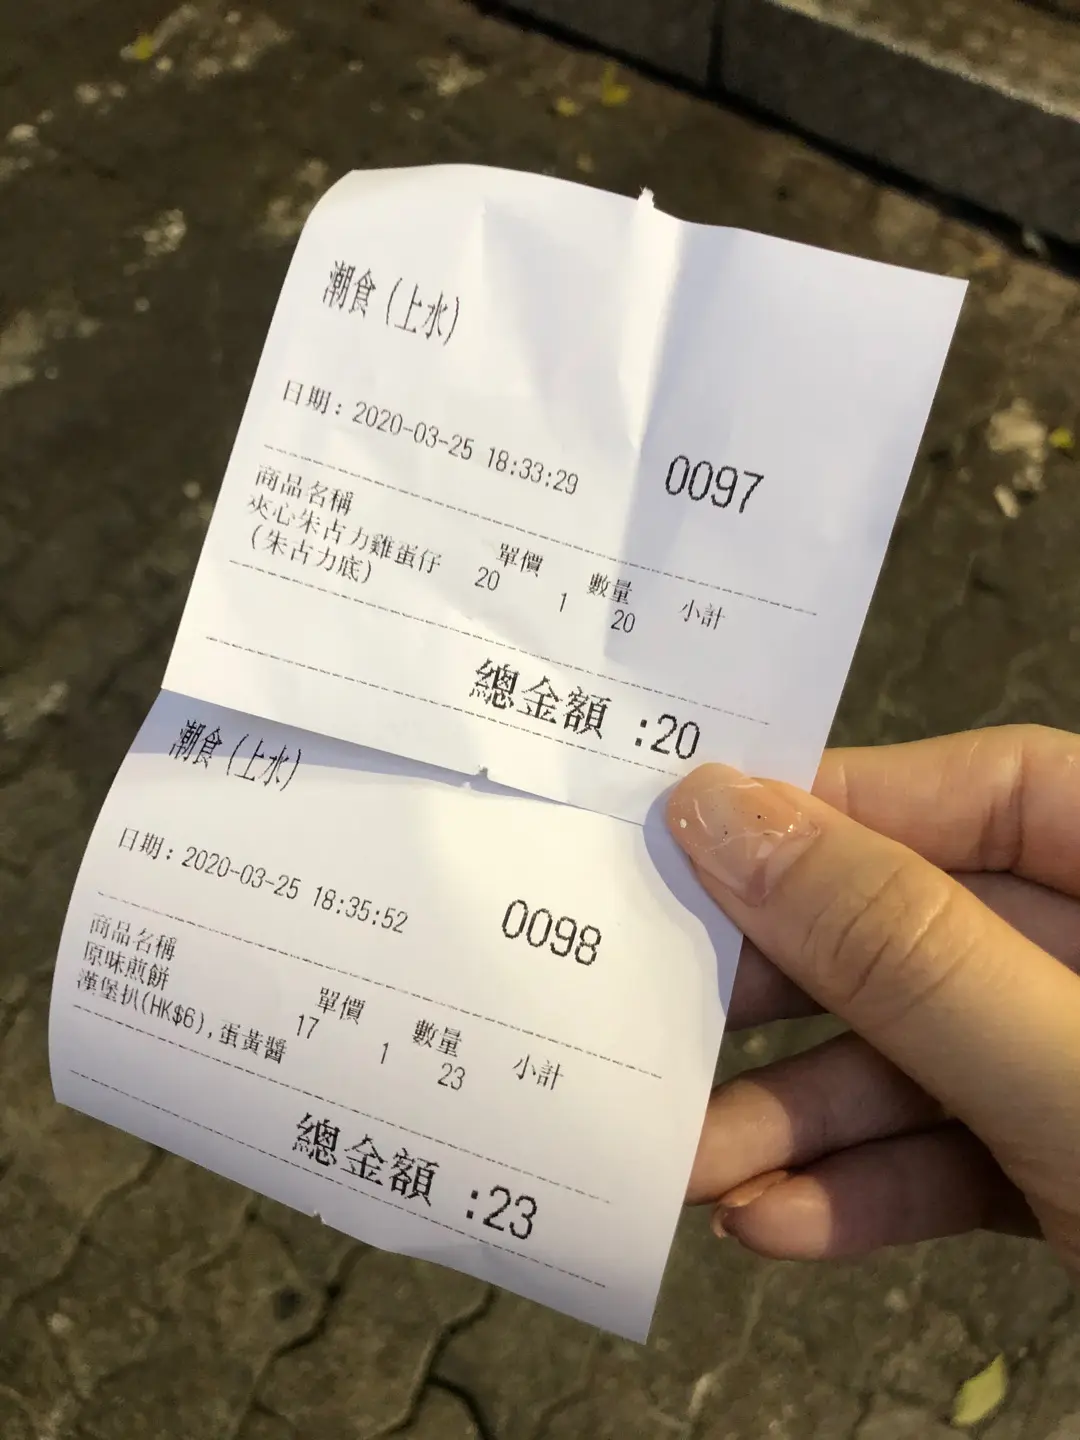 潮食(上水)
日期: 2020-03-25 18:33:29
0097
商品名稱 單價 數量 小計
夾心朱古力雞蛋仔 20 1 20
(朱古力底)
總金額 :20
潮食(上水)
日期: 2020-03-25 18:35:52
0098
商品名稱 單價 數量 小計
原味煎餅 17 1 23
漢堡扒(HK$6),蛋黃醬
總金額 :23